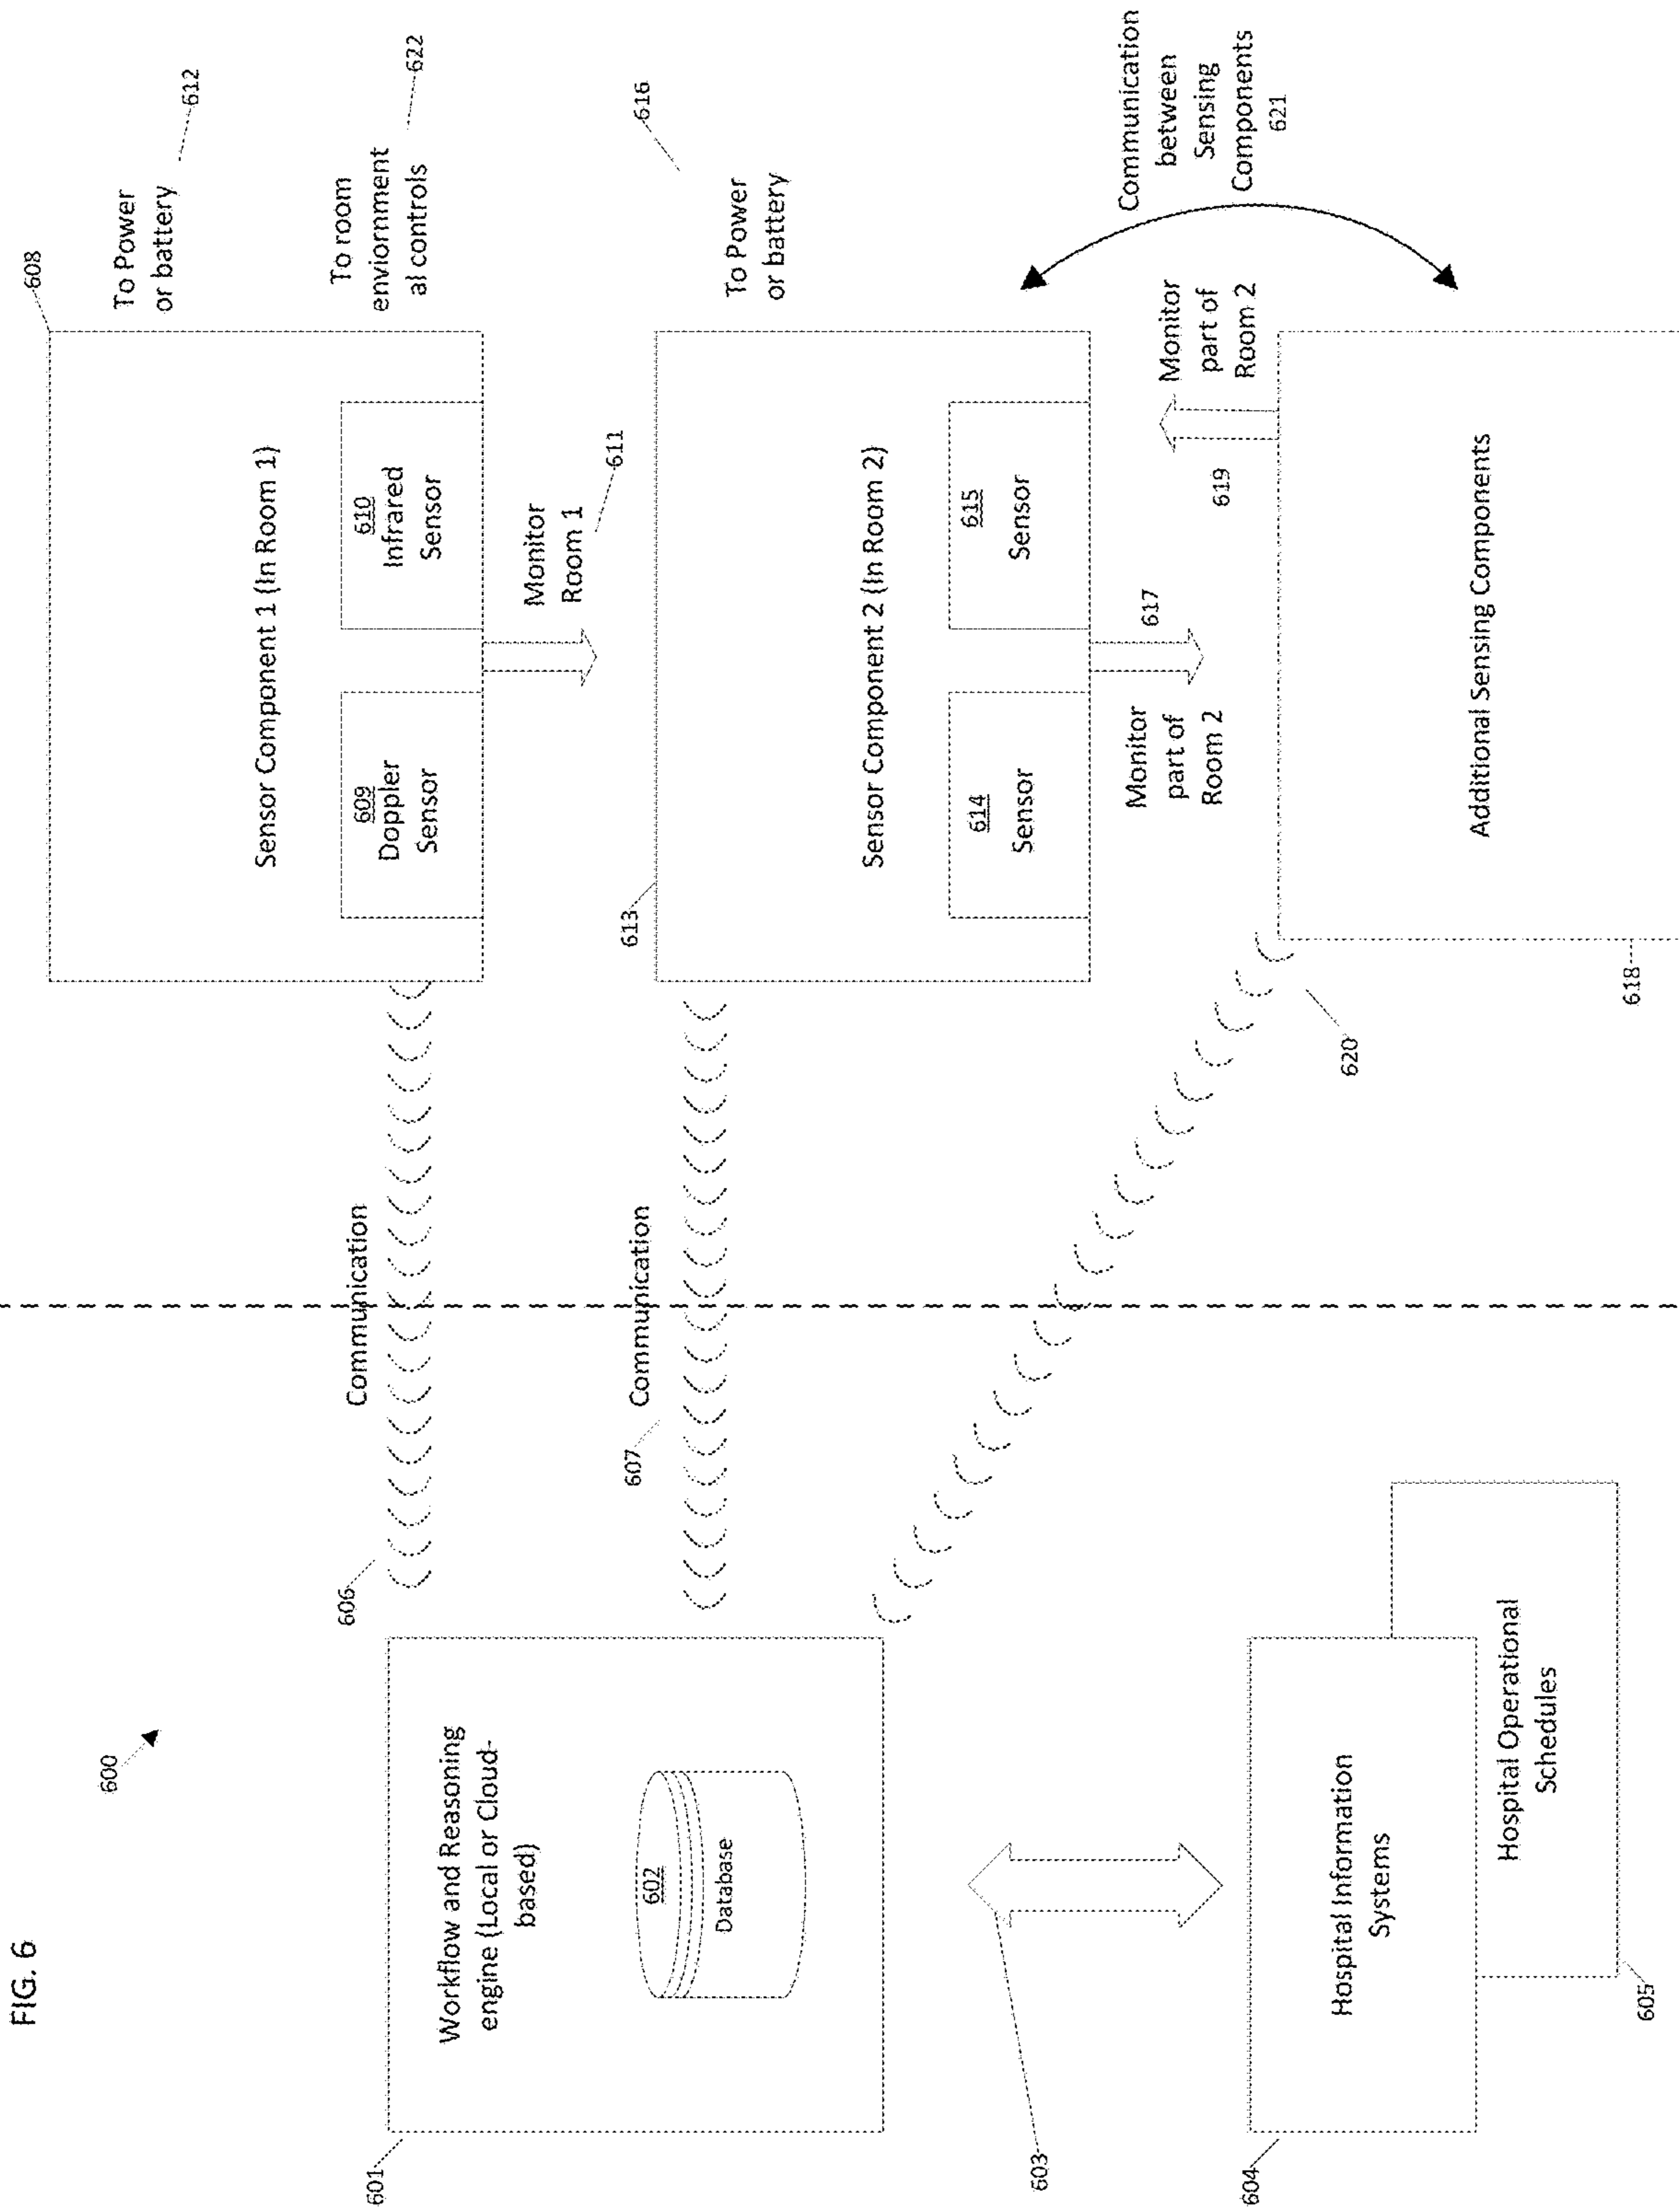 FIG. 6
600
601
Workflow and Reasoning
engine (Local or Cloud-
based)
602
Database
603
604
Hospital Information
Systems
605
Hospital Operational
Schedules
606
Communication
607
Communication
608
Sensor Component 1 (In Room 1)
609
Doppler
Sensor
610
Infrared
Sensor
Monitor
Room 1
611
To Power
or battery
612
To room
enviornment
al controls
622
613
Sensor Component 2 (In Room 2)
614
Sensor
615
Sensor
To Power
or battery
616
Monitor
part of
Room 2
617
Monitor
part of
Room 2
619
Communication
between
Sensing
Components
621
620
618
Additional Sensing Components